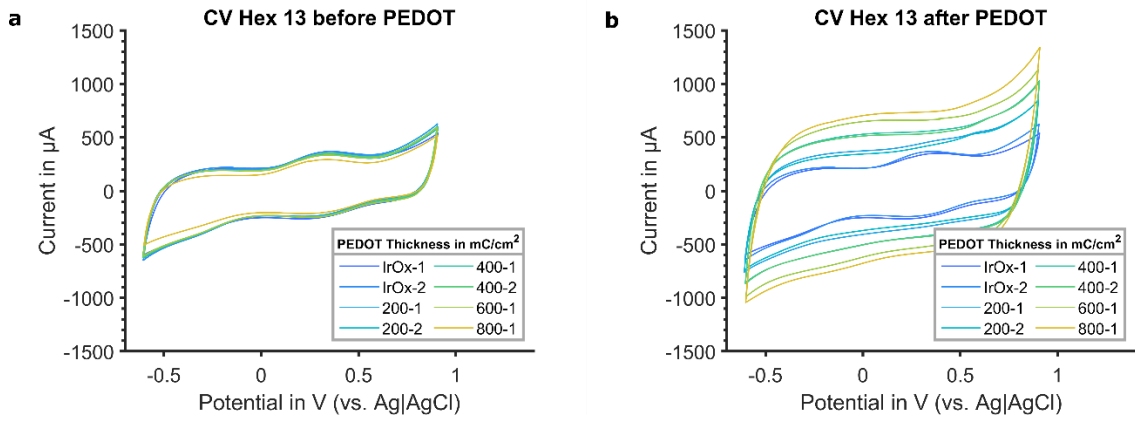 a
CV Hex 13 before PEDOT
1500
1000
500
0
-500
-1000
-1500
Current in µA
-0.5
0
0.5
1
Potential in V (vs. Ag|AgCl)
PEDOT Thickness in mC/cm²
IrOx-1
IrOx-2
200-1
200-2
400-1
400-2
600-1
800-1
b
CV Hex 13 after PEDOT
1500
1000
500
0
-500
-1000
-1500
Current in µA
-0.5
0
0.5
1
Potential in V (vs. Ag|AgCl)
PEDOT Thickness in mC/cm²
IrOx-1
IrOx-2
200-1
200-2
400-1
400-2
600-1
800-1